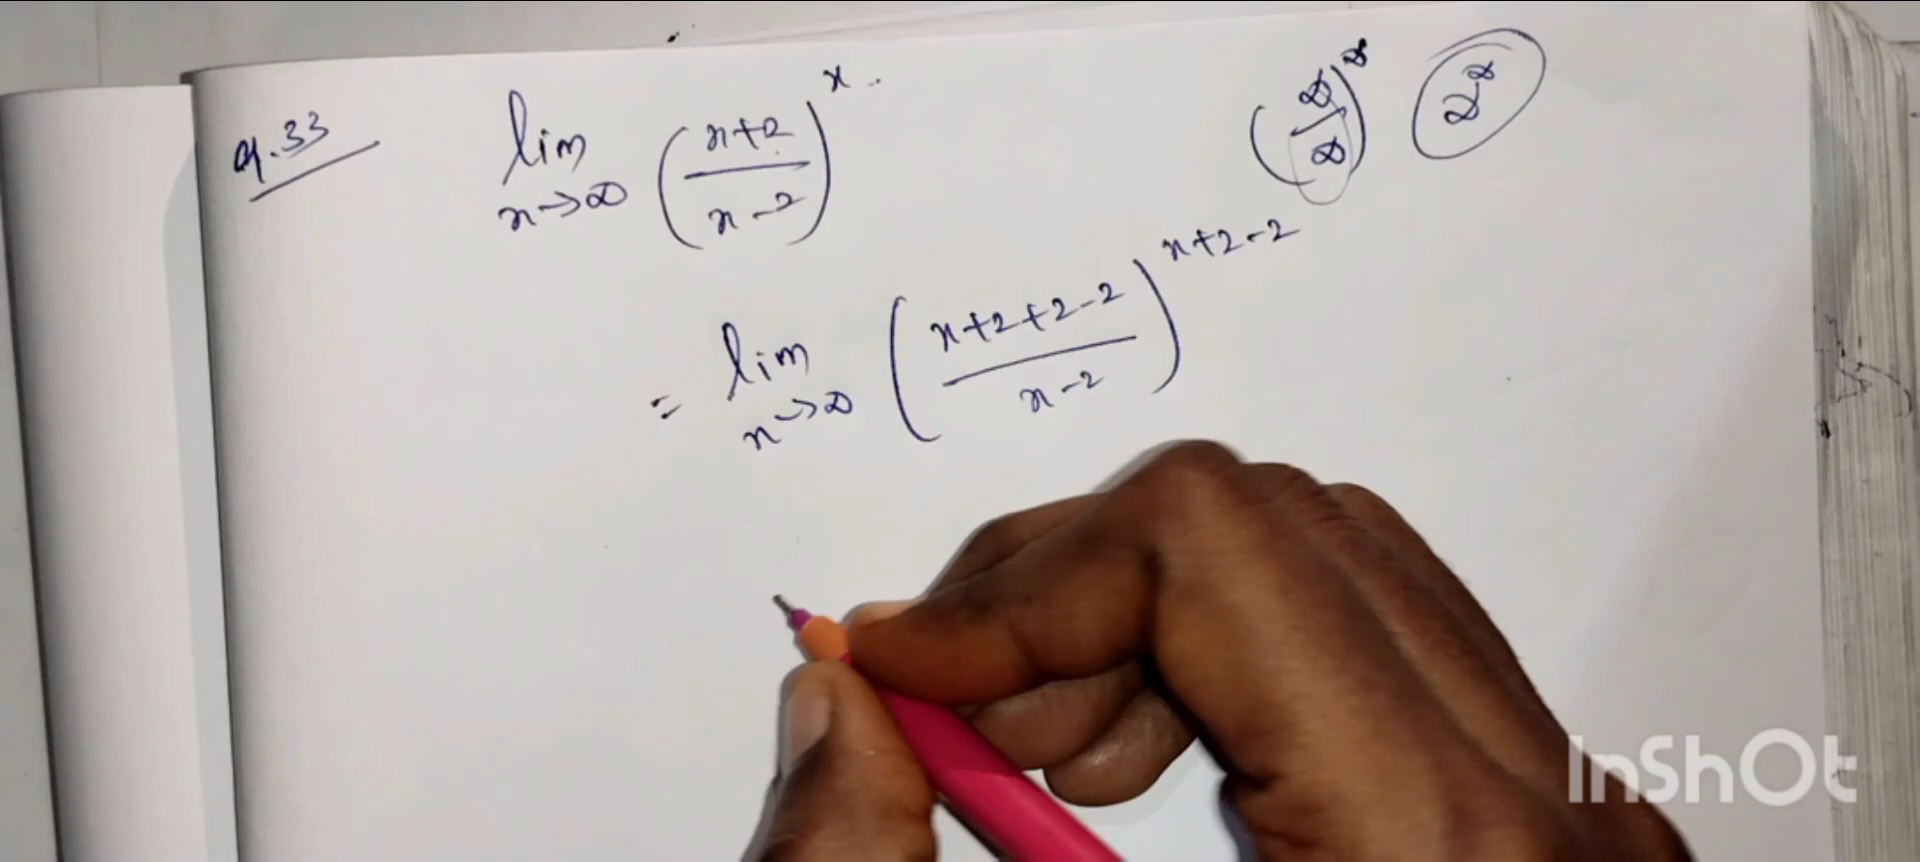 Q.33 lim n→∞ (n+2 / n-2)^x (∞/∞)^∞ ∞^∞
= lim n→∞ (n+2+2-2 / n-2)^n+2-2
InShOt